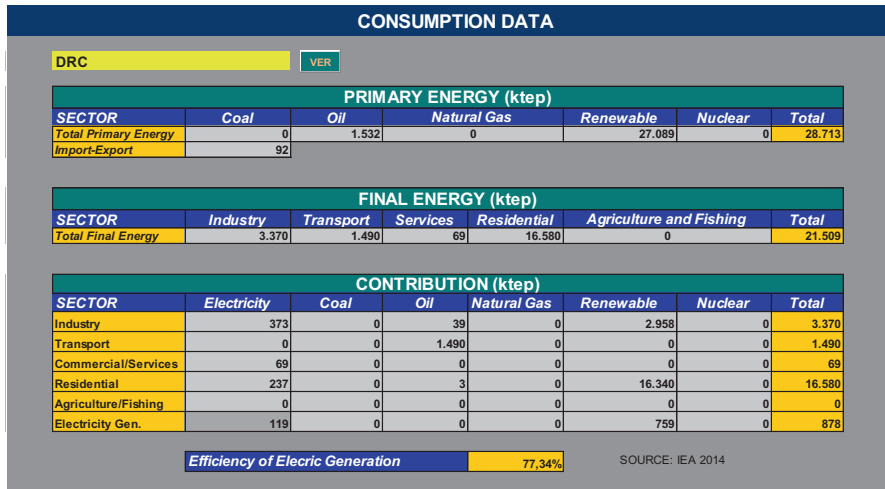 CONSUMPTION DATA
DRC VER
PRIMARY ENERGY (ktep)
SECTOR Coal Oil Natural Gas Renewable Nuclear Total
Total Primary Energy 0 1.532 0 27.089 0 28.713
Import-Export 92
FINAL ENERGY (ktep)
SECTOR Industry Transport Services Residential Agriculture and Fishing Total
Total Final Energy 3.370 1.490 69 16.580 0 21.509
CONTRIBUTION (ktep)
SECTOR Electricity Coal Oil Natural Gas Renewable Nuclear Total
Industry 373 0 39 0 2.958 0 3.370
Transport 0 0 1.490 0 0 0 1.490
Commercial/Services 69 0 0 0 0 0 69
Residential 237 0 3 0 16.340 0 16.580
Agriculture/Fishing 0 0 0 0 0 0 0
Electricity Gen. 119 0 0 0 759 0 878
Efficiency of Elecric Generation 77,34% SOURCE: IEA 2014